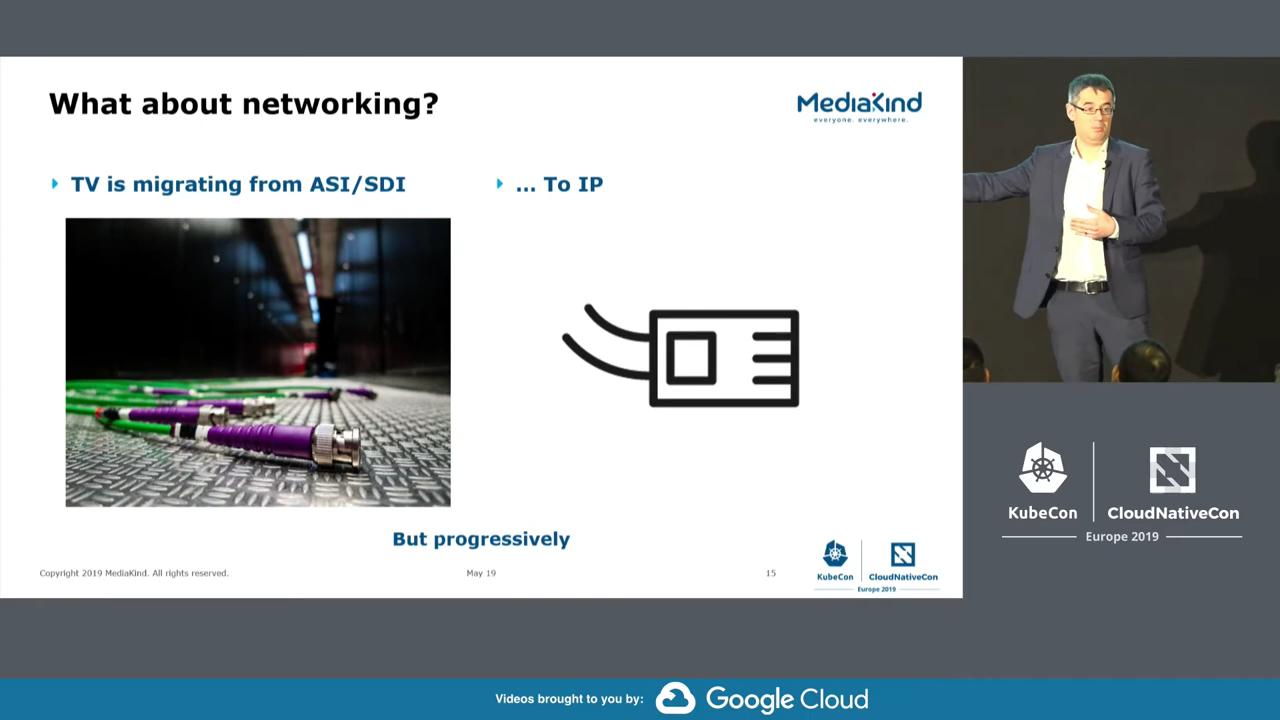 What about networking?
MediaKind
everyone. everywhere.
TV is migrating from ASI/SDI
... To IP
But progressively
Copyright 2019 MediaKind. All rights reserved.
May 19
15
KubeCon
CloudNativeCon
Europe 2019
KubeCon
CloudNativeCon
Europe 2019
Videos brought to you by:
Google Cloud